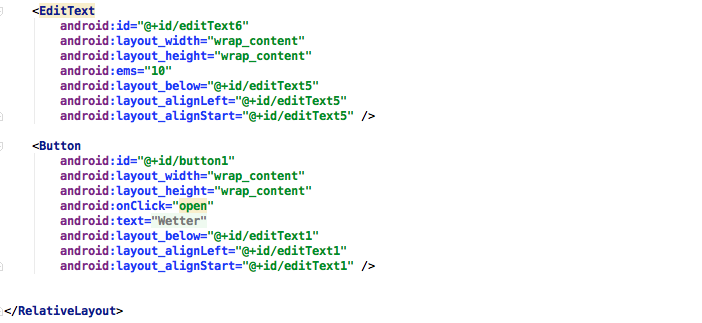 <EditText
android:id="@+id/editText6"
android:layout_width="wrap_content"
android:layout_height="wrap_content"
android:ems="10"
android:layout_below="@+id/editText5"
android:layout_alignLeft="@+id/editText5"
android:layout_alignStart="@+id/editText5" />
<Button
android:id="@+id/button1"
android:layout_width="wrap_content"
android:layout_height="wrap_content"
android:onClick="open"
android:text="Wetter"
android:layout_below="@+id/editText1"
android:layout_alignLeft="@+id/editText1"
android:layout_alignStart="@+id/editText1" />
</RelativeLayout>